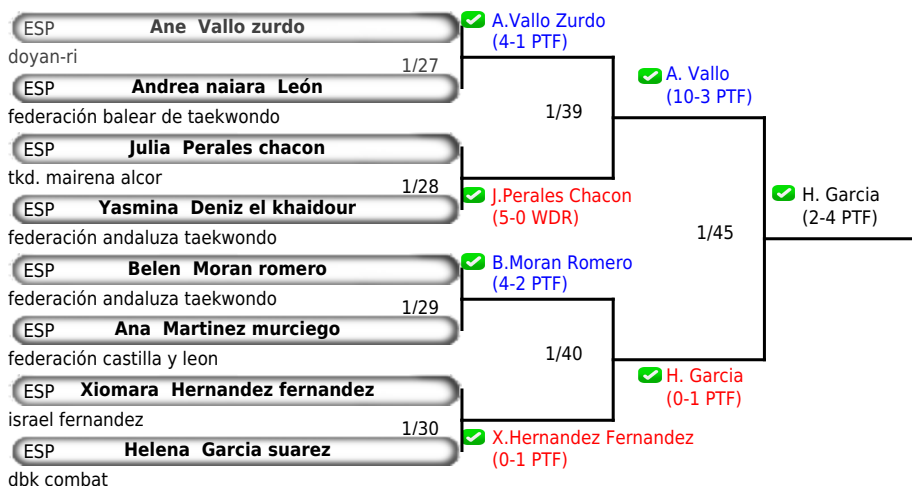 ESP Ane Vallo zurdo
doyan-ri
1/27
ESP Andrea naiara León
federación balear de taekwondo
ESP Julia Perales chacon
tkd. mairena alcor
1/28
ESP Yasmina Deniz el khaidour
federación andaluza taekwondo
ESP Belen Moran romero
federación andaluza taekwondo
1/29
ESP Ana Martinez murciego
federación castilla y leon
ESP Xiomara Hernandez fernandez
israel fernandez
1/30
ESP Helena Garcia suarez
dbk combat
A.Vallo Zurdo
(4-1 PTF)
1/39
J.Perales Chacon
(5-0 WDR)
B.Moran Romero
(4-2 PTF)
1/40
X.Hernandez Fernandez
(0-1 PTF)
A. Vallo
(10-3 PTF)
1/45
H. Garcia
(0-1 PTF)
H. Garcia
(2-4 PTF)